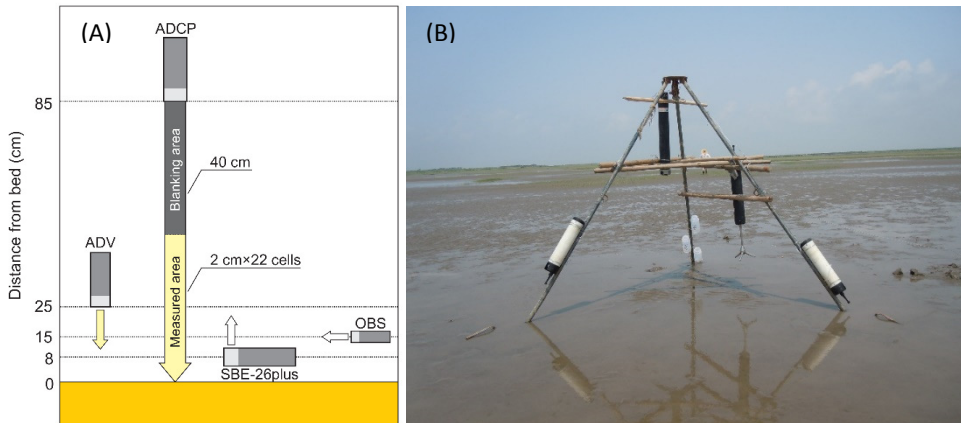 (A)
ADCP
85
Distance from bed (cm)
Blanking area
40 cm
ADV
Measured area
2 cm×22 cells
25
15
OBS
8
SBE-26plus
0
(B)